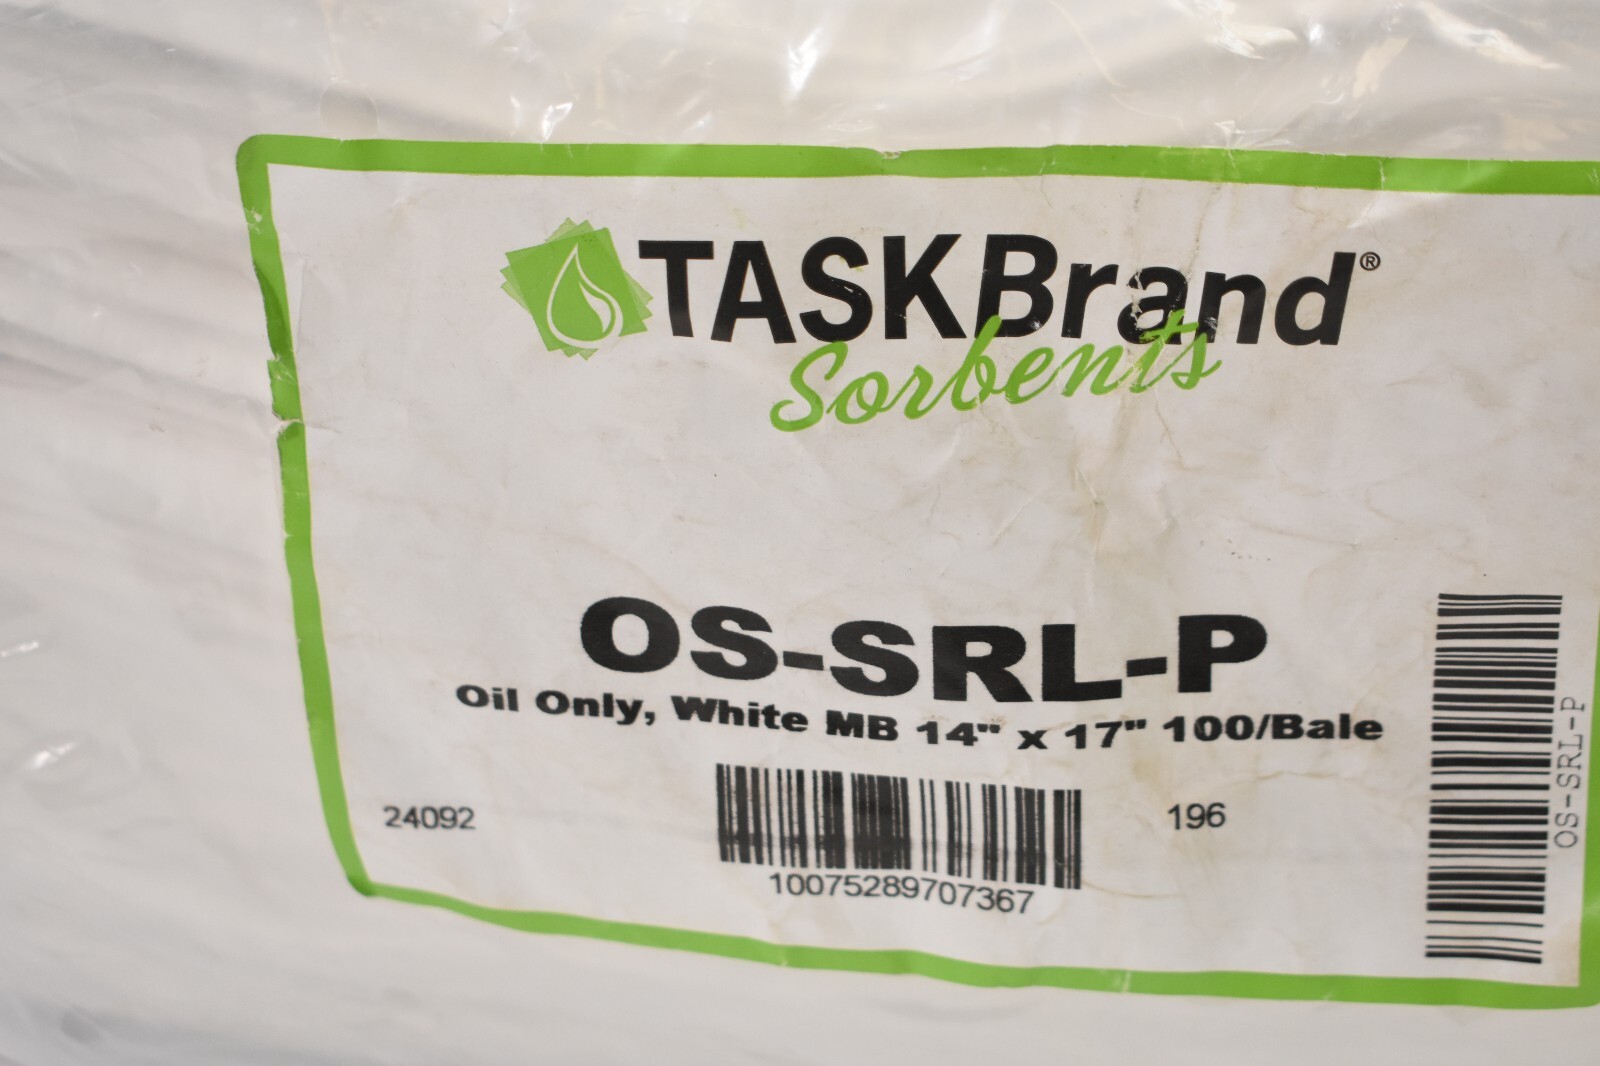 TASKBrand®
Sorbents
OS-SRL-P
Oil Only, White MB 14" x 17" 100/Bale
24092
196
10075289707367
OS-SRL-P